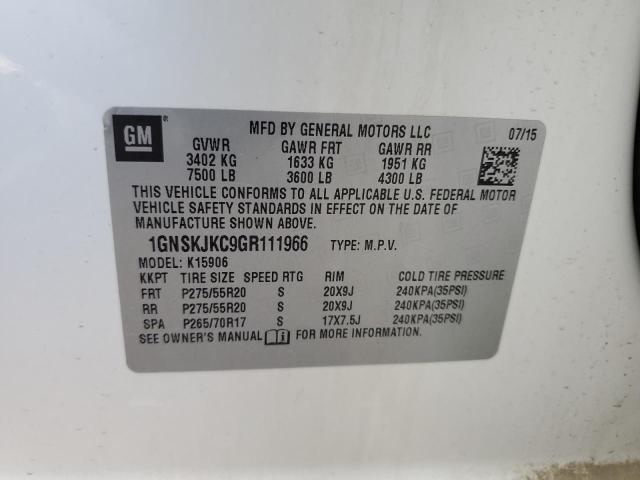 GM ®
MFD BY GENERAL MOTORS LLC 07/15
GVWR GAWR FRT GAWR RR
3402 KG 1633 KG 1951 KG
7500 LB 3600 LB 4300 LB
THIS VEHICLE CONFORMS TO ALL APPLICABLE U.S. FEDERAL MOTOR
VEHICLE SAFETY STANDARDS IN EFFECT ON THE DATE OF
MANUFACTURE SHOWN ABOVE.
1GNSKJKC9GR111966 TYPE: M.P.V.
MODEL: K15906
KKPT TIRE SIZE SPEED RTG RIM COLD TIRE PRESSURE
FRT P275/55R20 S 20X9J 240KPA(35PSI)
RR P275/55R20 S 20X9J 240KPA(35PSI)
SPA P265/70R17 S 17X7.5J 240KPA(35PSI)
SEE OWNER'S MANUAL i FOR MORE INFORMATION.